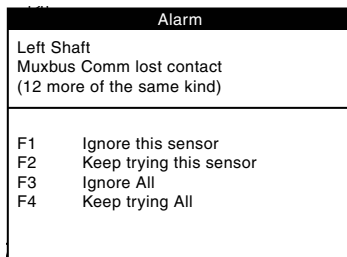 Alarm
Left Shaft
Muxbus Comm lost contact
(12 more of the same kind)
F1 Ignore this sensor
F2 Keep trying this sensor
F3 Ignore All
F4 Keep trying All